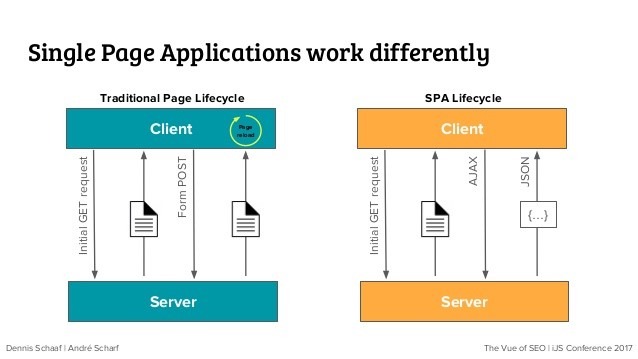 Single Page Applications work differently
Traditional Page Lifecycle
Client
Page
reload
Initial GET request
Form POST
Server
SPA Lifecycle
Client
Initial GET request
AJAX
JSON
{...}
Server
Dennis Schaaf | André Scharf
The Vue of SEO | iJS Conference 2017